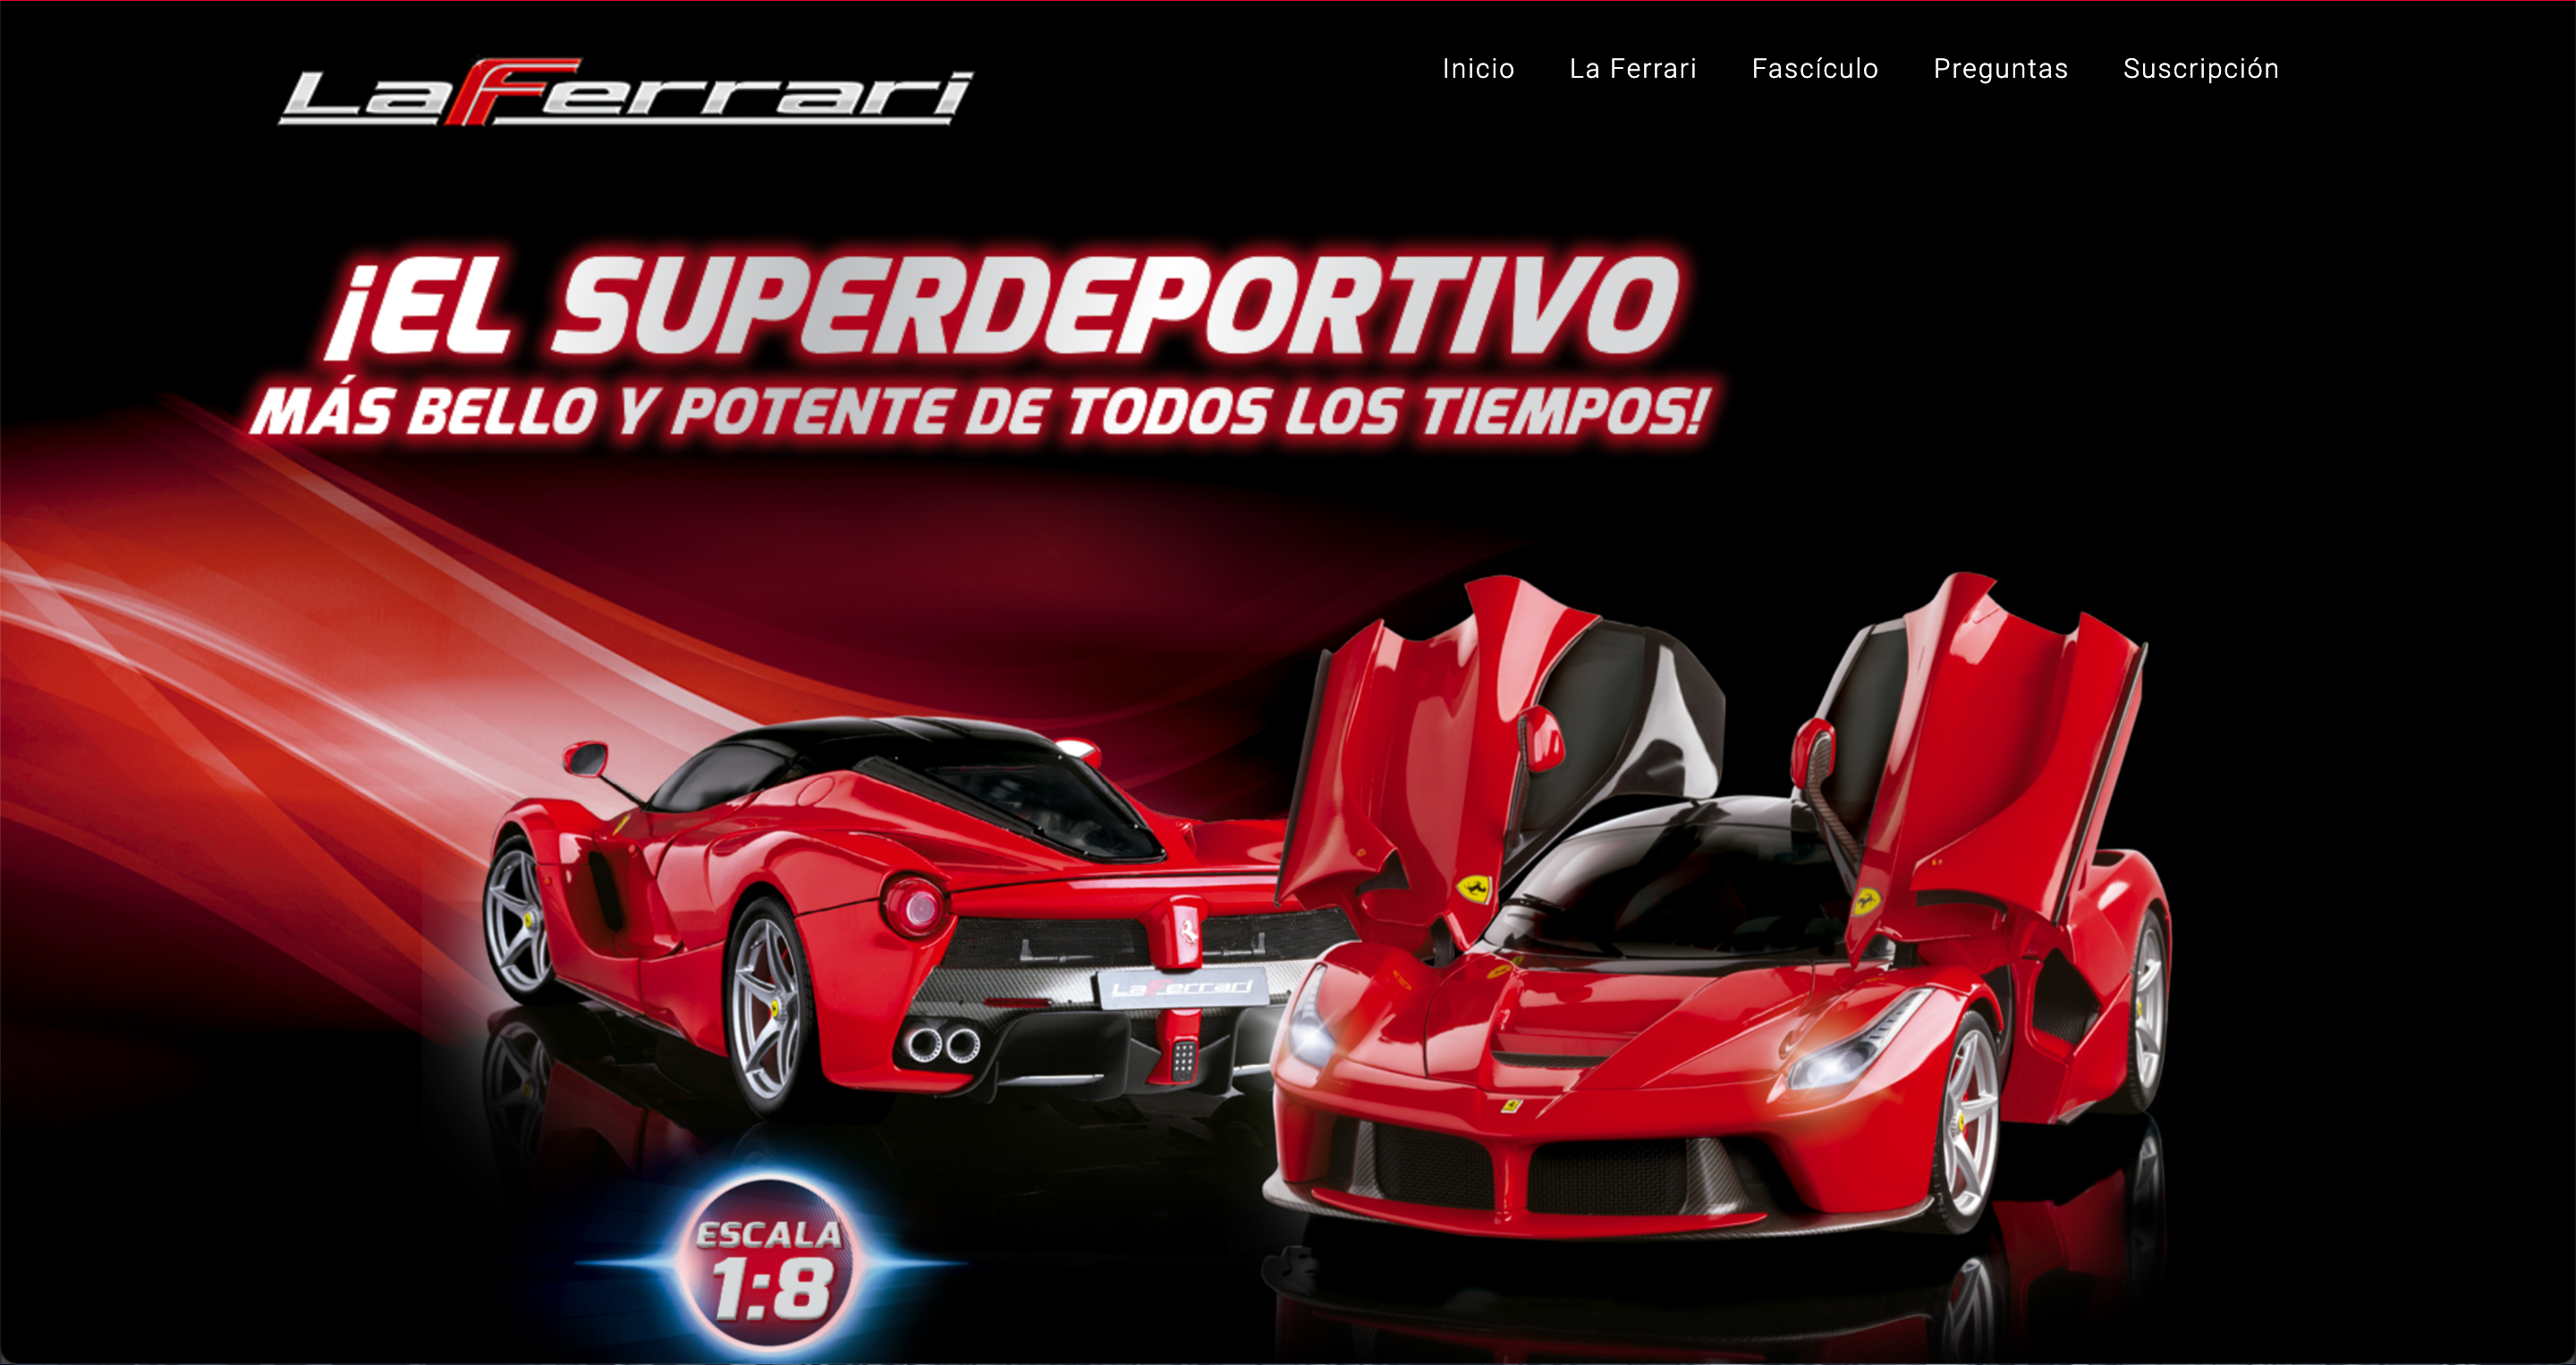 LaFerrari
Inicio La Ferrari Fascículo Preguntas Suscripción
¡EL SUPERDEPORTIVO
MÁS BELLO Y POTENTE DE TODOS LOS TIEMPOS!
LaFerrari
ESCALA
1:8